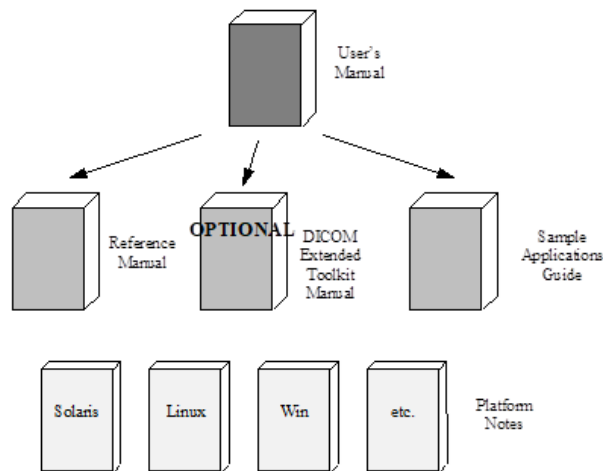 User's
Manual
Reference
Manual
OPTIONAL
DICOM
Extended
Toolkit
Manual
Sample
Applications
Guide
Solaris
Linux
Win
etc.
Platform
Notes